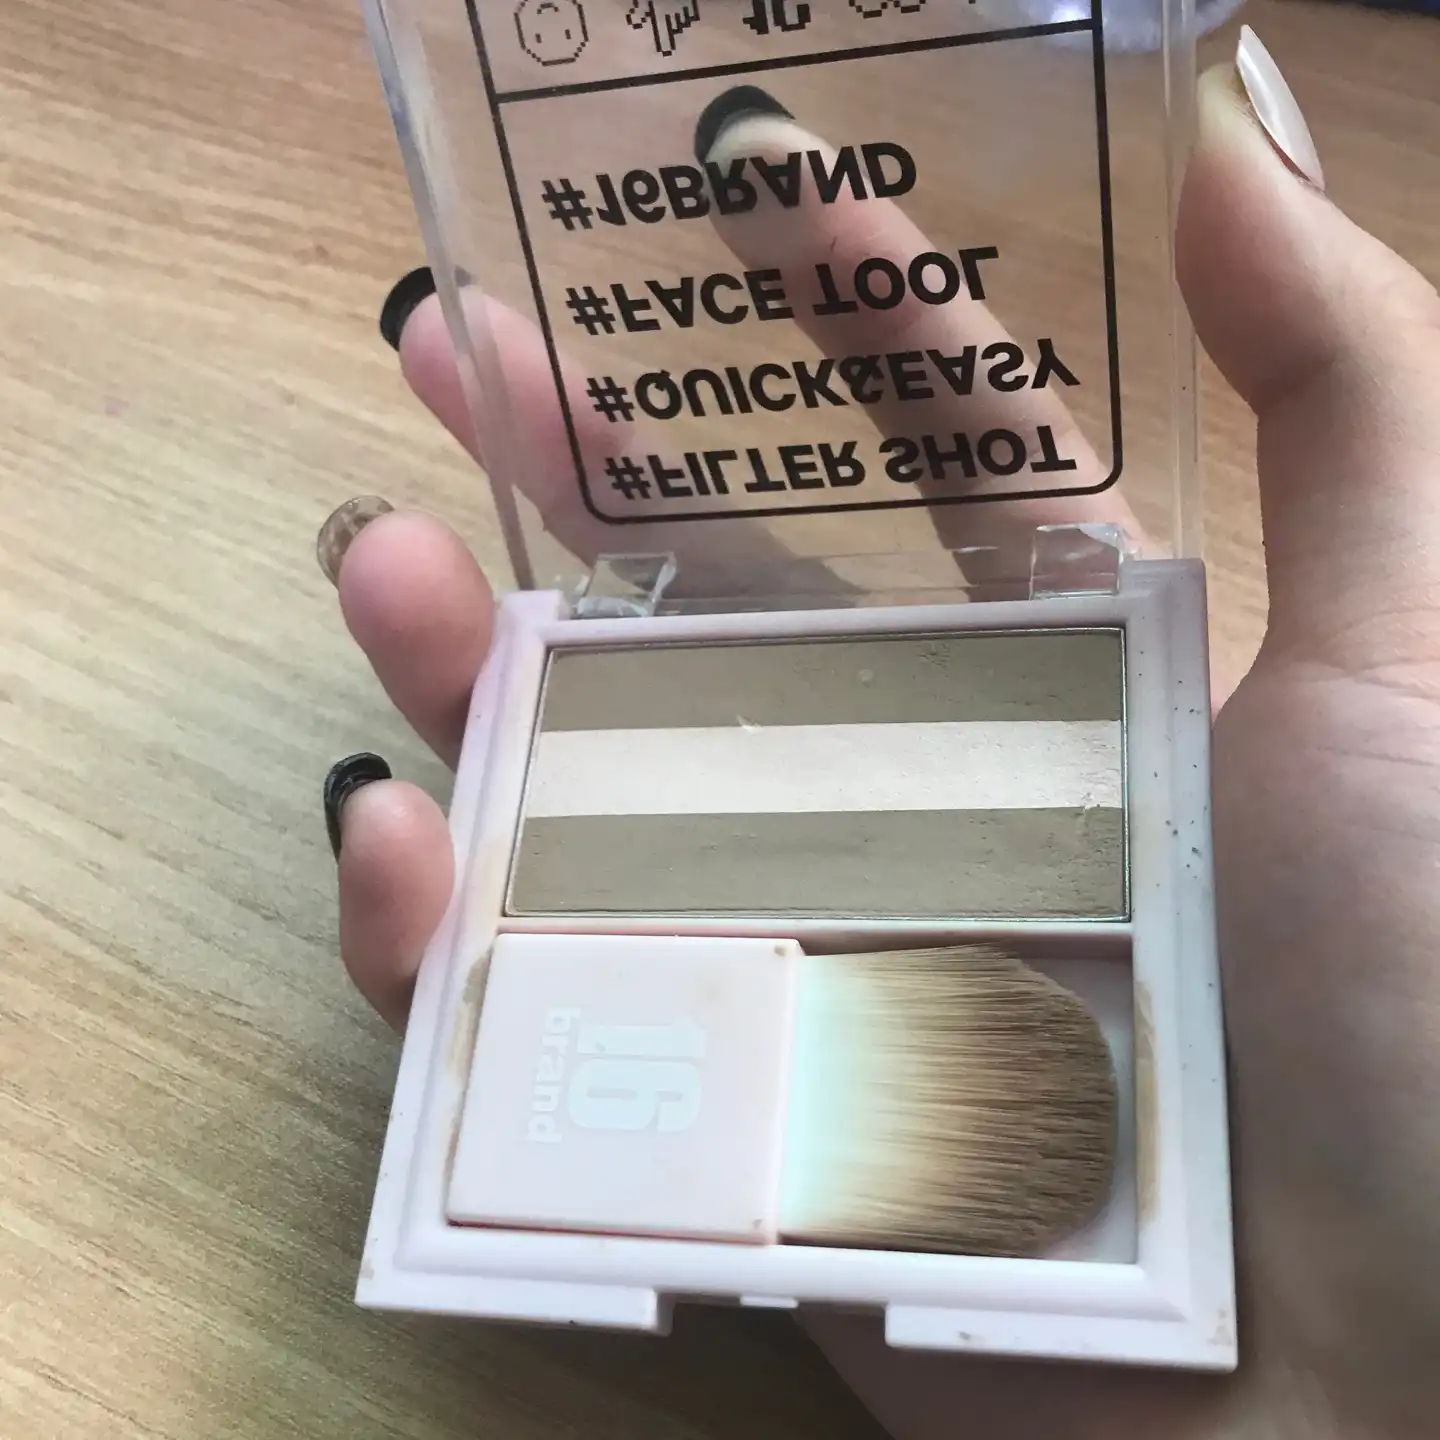 #16BRAND
#FACE TOOL
#QUICK&EASY
#FILTER SHOT
16
brand